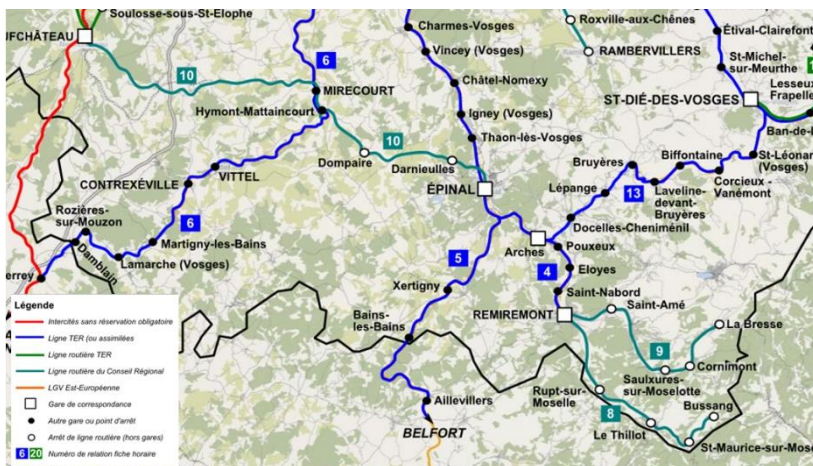 Soulosse-sous-St-Elophe
UFCHÂTEAU
10
6
MIRECOURT
Hymont-Mattaincourt
10
Dompaire
Darnieulles
CONTREXÉVILLE
VITTEL
6
Rozières-
sur-Mouzon
Martigny-les-Bains
Damblain
Lamarche (Vosges)
errey
Charmes-Vosges
Vincey (Vosges)
Châtel-Nomexy
Igney (Vosges)
Thaon-lès-Vosges
ÉPINAL
5
Xertigny
Bains-
les-Bains
Aillevillers
BELFORT
Roxville-aux-Chênes
RAMBERVILLERS
Étival-Clairefont
St-Michel-
sur-Meurthe
ST-DIÉ-DES-VOSGES
Lesseux
Frapelle
1
Ban-de-L
St-Léonar
(Vosges)
Corcieux -
Vanémont
Biffontaine
Laveline-
devant-
Bruyères
Bruyères
13
Lépange
Docelles-Cheniménil
Arches
Pouxeux
4
Eloyes
Saint-Nabord
REMIREMONT
Saint-Amé
La Bresse
9
Cornimont
Saulxures-
sur-Moselotte
Rupt-sur-
Moselle
8
Bussang
Le Thillot
St-Maurice-sur-Mose
Légende
Intercités sans réservation obligatoire
Ligne TER (ou assimilées)
Ligne routière TER
Ligne routière du Conseil Régional
LGV Est-Européenne
Gare de correspondance
Autre gare ou point d'arrêt
Arrêt de ligne routière (hors gares)
6 20 Numéro de relation fiche horaire